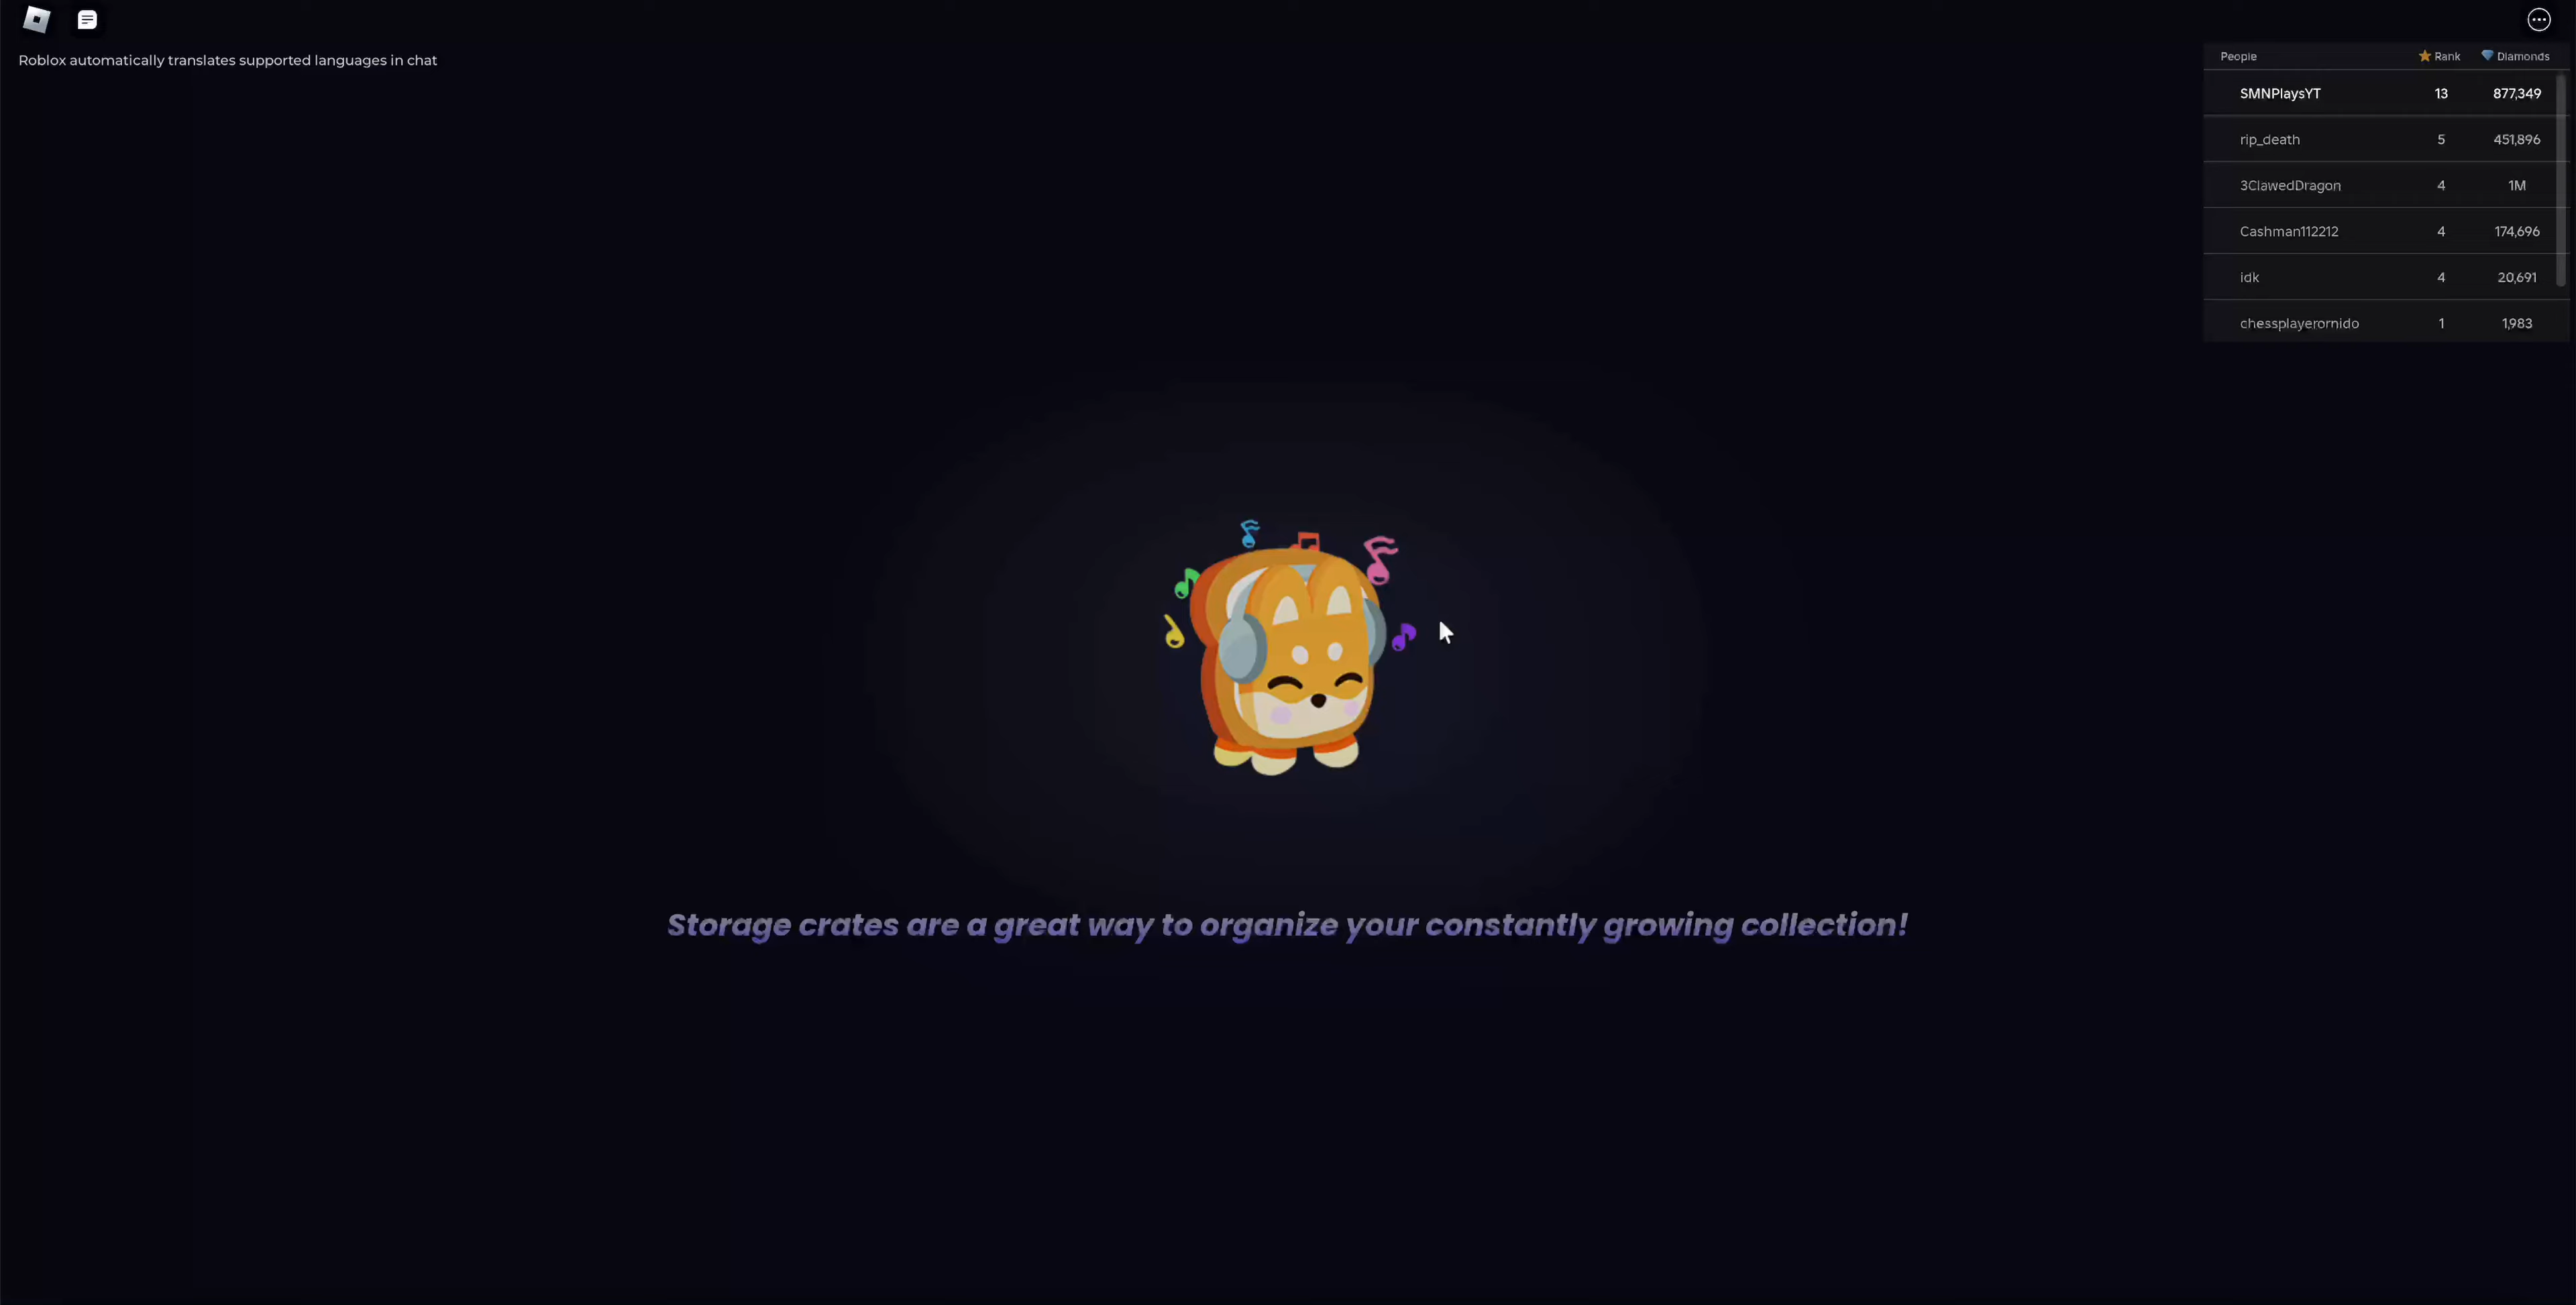 Roblox automatically translates supported languages in chat
People Rank Diamonds
SMNPlaysYT 13 877,349
rip_death 5 451,896
3ClawedDragon 4 1M
Cashman112212 4 174,696
idk 4 20,691
chessplayerornido 1 1,983
Storage crates are a great way to organize your constantly growing collection!